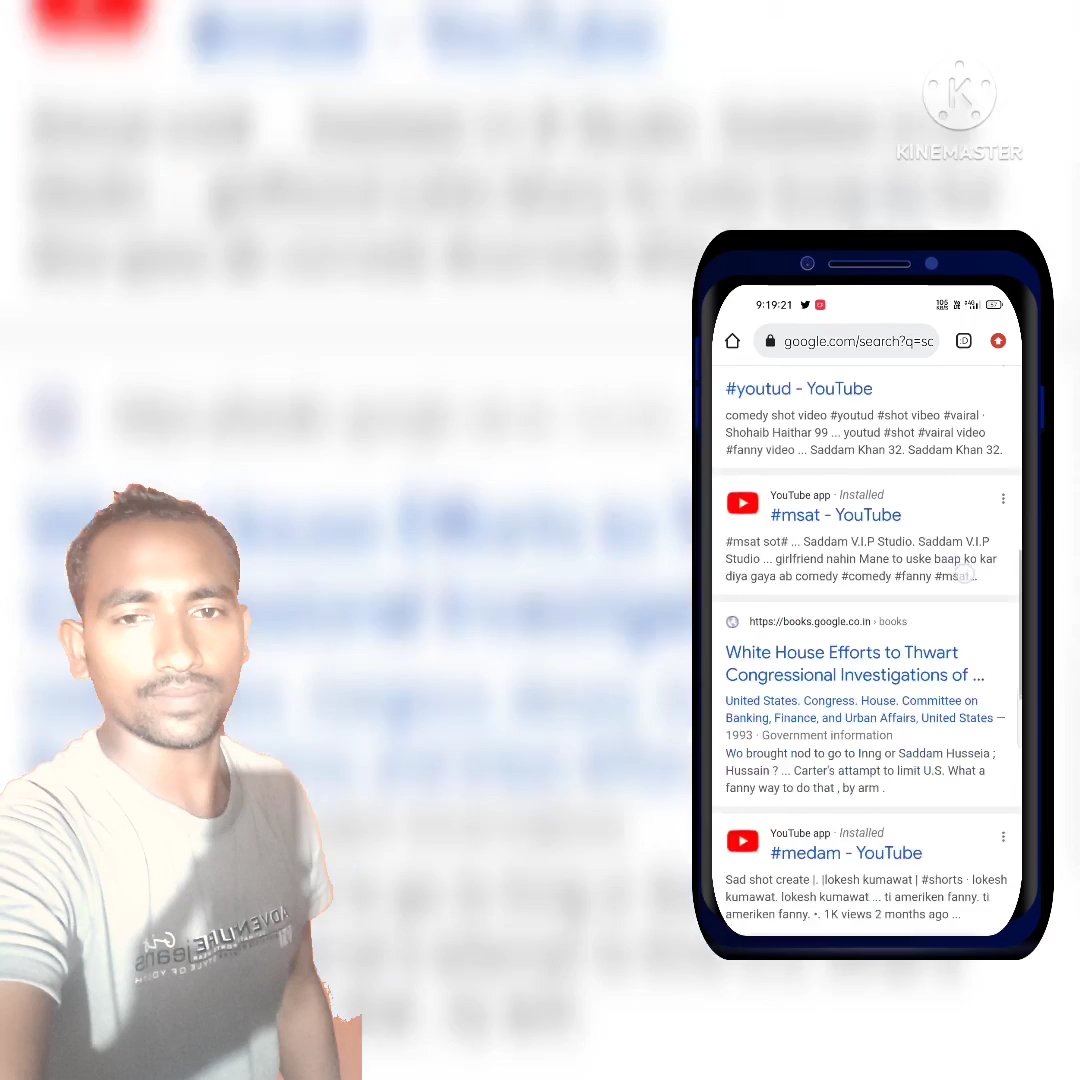 KINEMASTER
9:19:21
google.com/search?q=sc
:D
#youtud - YouTube
comedy shot video #youtud #shot vibeo #vairal ·
Shohaib Haithar 99 ... youtud #shot #vairal video
#fanny video ... Saddam Khan 32. Saddam Khan 32.
YouTube app · Installed
#msat - YouTube
#msat sot# ... Saddam V.I.P Studio. Saddam V.I.P
Studio ... girlfriend nahin Mane to uske baap ko kar
diya gaya ab comedy #comedy #fanny #msat...
https://books.google.co.in › books
White House Efforts to Thwart
Congressional Investigations of ...
United States. Congress. House. Committee on
Banking, Finance, and Urban Affairs, United States —
1993 · Government information
Wo brought nod to go to Inng or Saddam Husseia ;
Hussain ? ... Carter's attampt to limit U.S. What a
fanny way to do that , by arm .
YouTube app · Installed
#medam - YouTube
Sad shot create |. |lokesh kumawat | #shorts · lokesh
kumawat. lokesh kumawat ... ti ameriken fanny. ti
ameriken fanny. •. 1K views 2 months ago ...
ADVENTURE
jeans
STYLE OF YOUR